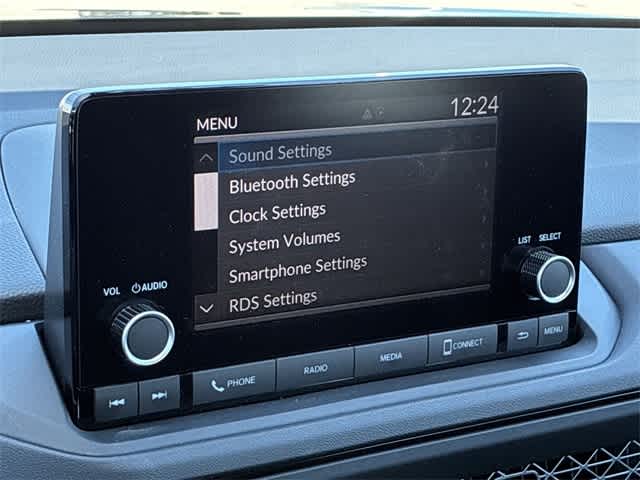 MENU
12:24
Sound Settings
Bluetooth Settings
Clock Settings
System Volumes
Smartphone Settings
RDS Settings
VOL AUDIO
LIST SELECT
PHONE
RADIO
MEDIA
CONNECT
MENU